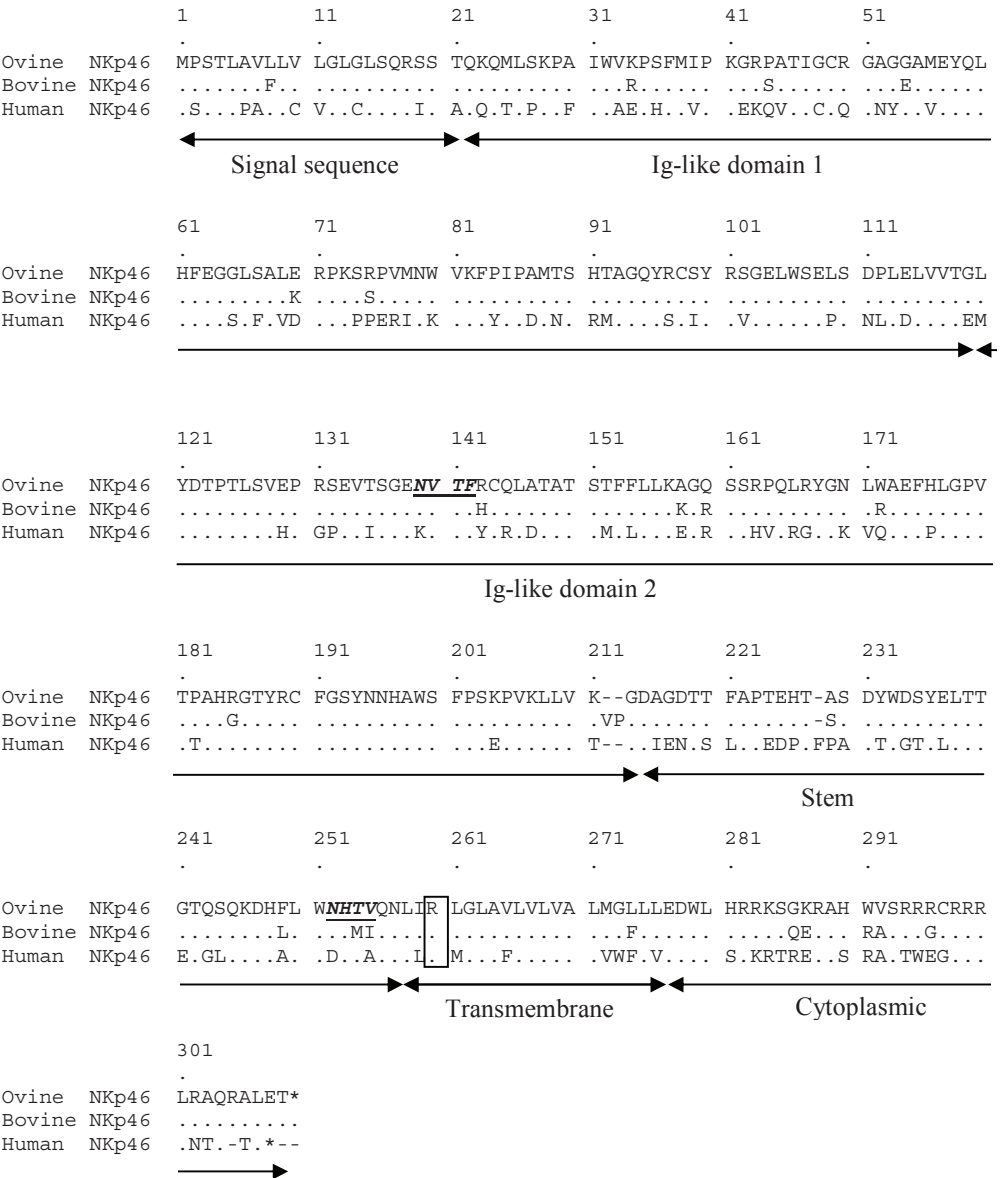 1 11 21 31 41 51
. . . . . .
Ovine NKp46 MPSTLAVLLV LGLGLSQRSS TQKQMLSKPA IWVKPSFMIP KGRPATIGCR GAGGAMEYQL
Bovine NKp46 .......F.. .......... .......... ...R...... ...S...... ...E......
Human NKp46 .S...PA..C V..C....I. A.Q.T.P..F .AE.H..V. .EKQV..C.Q .NY..V....
Signal sequence Ig-like domain 1
61 71 81 91 101 111
. . . . . .
Ovine NKp46 HFEGGLSALE RPKSRPVMNW VKFPIPAMTS HTAGQYRCSY RSGELWSELS DPLELVVTGL
Bovine NKp46 .........K ....S..... .......... .......... .......... ..........
Human NKp46 ....S.F.VD ...PPERI.K ...Y..D.N. RM....S.I. .V......P. NL.D....EM
121 131 141 151 161 171
. . . . . .
Ovine NKp46 YDTPTLSVEP RSEVTSGENV TFRCQLATAT STFFLLKAGQ SSRPQLRYGN LWAEFHLGPV
Bovine NKp46 .......... .......... ..H....... .......K.R .......... .R........
Human NKp46 ........H. GP..I...K. ..Y.R.D... .M.L...E.R ..HV.RG..K VQ...P....
Ig-like domain 2
181 191 201 211 221 231
. . . . . .
Ovine NKp46 TPAHRGTYRC FGSYNNHAWS FPSKPVKLLV K--GDAGDTT FAPTEHT-AS DYWDSYELTT
Bovine NKp46 ....G..... .......... .......... .VP....... .......-S. ..........
Human NKp46 .T........ .......... ...E...... T--..IEN.S L..EDP.FPA .T.GT.L...
Stem
241 251 261 271 281 291
. . . . . .
Ovine NKp46 GTQSQKDHFL WNHTVQNLIR LGLAVLVLVA LMGLLLEDWL HRRKSGKRAH WVSRRRCRRR
Bovine NKp46 ........L. ...MI..... .......... ...F...... .....QE... RA...G....
Human NKp46 E.GL....A. .D..A...L. .M...F..... .VWF.V.... S.KRTRE..S RA.TWEG...
Transmembrane Cytoplasmic
301
.
Ovine NKp46 LRAQRALET*
Bovine NKp46 ..........
Human NKp46 .NT.-T.*--